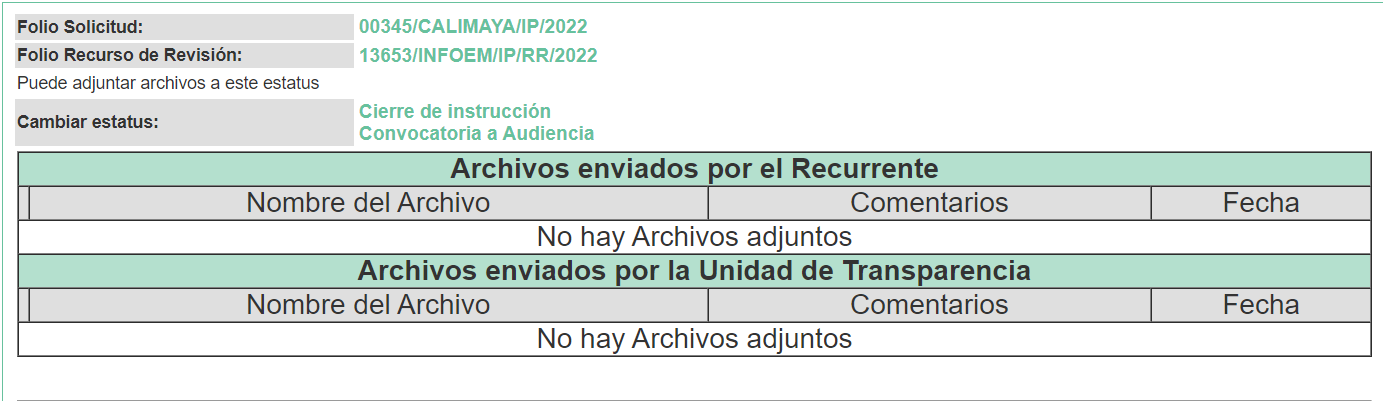 Folio Solicitud: 00345/CALIMAYA/IP/2022
Folio Recurso de Revisión: 13653/INFOEM/IP/RR/2022
Puede adjuntar archivos a este estatus
Cambiar estatus: Cierre de instrucción
Convocatoria a Audiencia
Archivos enviados por el Recurrente
Nombre del Archivo Comentarios Fecha
No hay Archivos adjuntos
Archivos enviados por la Unidad de Transparencia
Nombre del Archivo Comentarios Fecha
No hay Archivos adjuntos